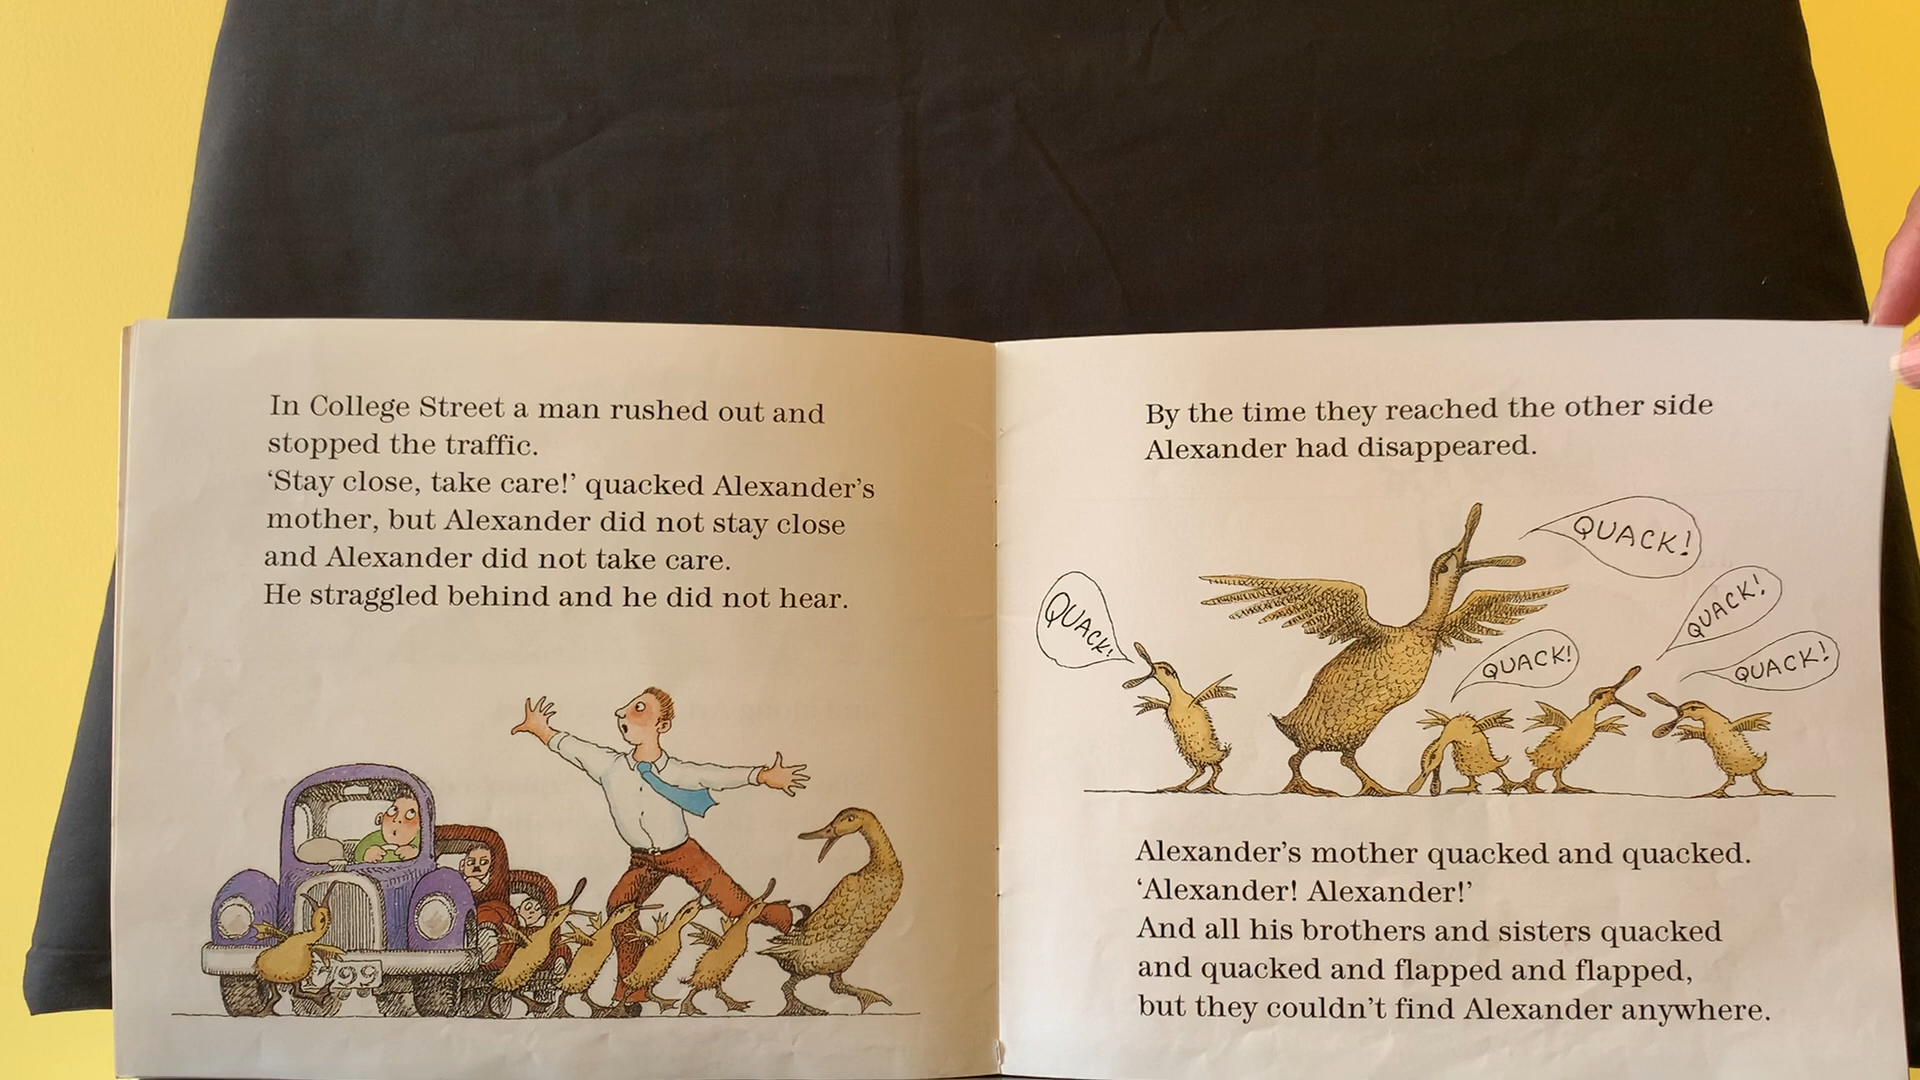 In College Street a man rushed out and
stopped the traffic.
‘Stay close, take care!’ quacked Alexander’s
mother, but Alexander did not stay close
and Alexander did not take care.
He straggled behind and he did not hear.
799
By the time they reached the other side
Alexander had disappeared.
QUACK!
QUACK!
QUACK!
QUACK!
QUACK!
Alexander’s mother quacked and quacked.
‘Alexander! Alexander!’
And all his brothers and sisters quacked
and quacked and flapped and flapped,
but they couldn’t find Alexander anywhere.